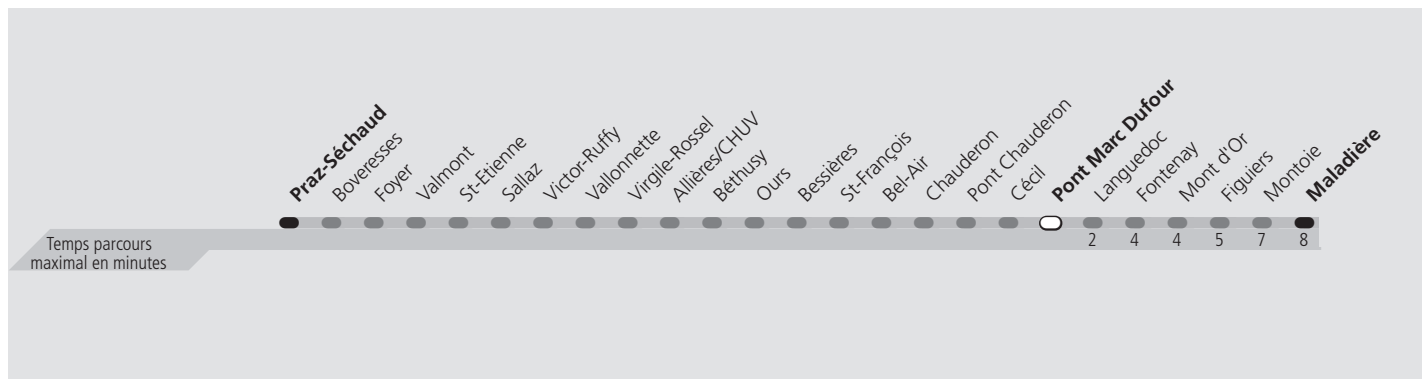 Praz-Séchaud
Boveresses
Foyer
Valmont
St-Etienne
Sallaz
Victor-Ruffy
Vallonnette
Virgile-Rossel
Allières/CHUV
Béthusy
Ours
Bessières
St-François
Bel-Air
Chauderon
Pont Chauderon
Cécil
Pont Marc Dufour
Languedoc
Fontenay
Mont d'Or
Figuiers
Montoie
Maladière
Temps parcours
maximal en minutes
2 4 4 5 7 8